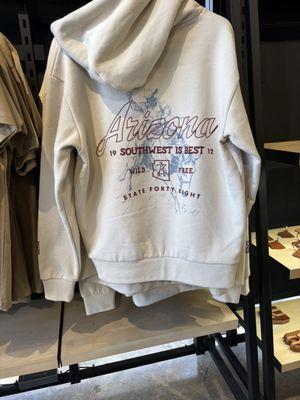 Arizona
19 SOUTHWEST IS BEST 12
WILD FREE
STATE FORTY EIGHT